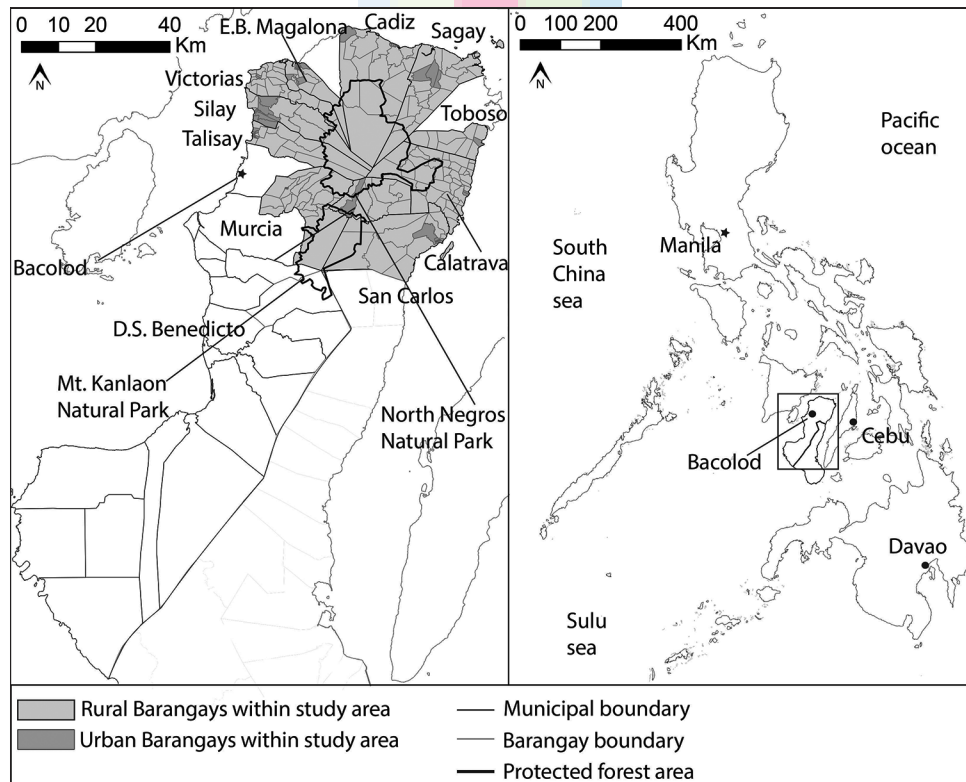 0 10 20 40
Km
N
E.B. Magalona
Cadiz
Sagay
Victorias
Silay
Talisay
Toboso
Murcia
Bacolod
Calatrava
San Carlos
D.S. Benedicto
Mt. Kanlaon
Natural Park
North Negros
Natural Park
0 100 200 400
Km
N
Pacific
ocean
Manila
South
China
sea
Bacolod
Cebu
Davao
Sulu
sea
Rural Barangays within study area
Urban Barangays within study area
Municipal boundary
Barangay boundary
Protected forest area